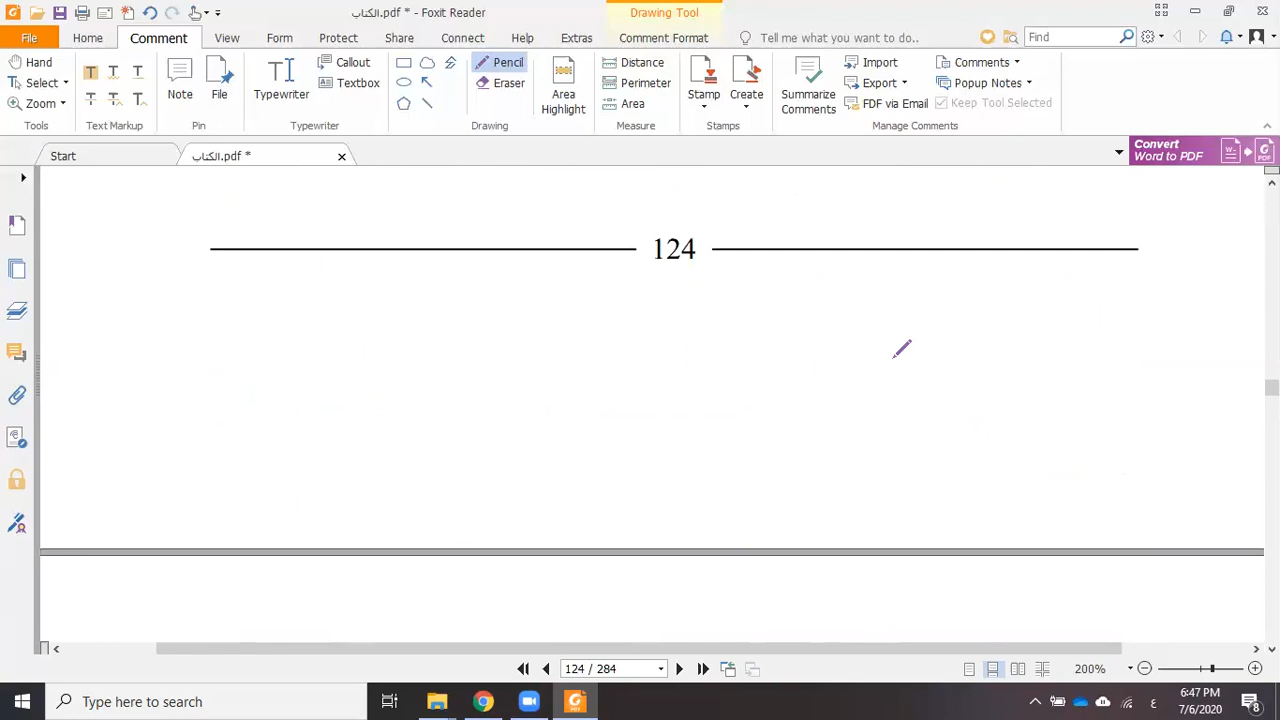 الكتاب.pdf * - Foxit Reader
Drawing Tool
File Home Comment View Form Protect Share Connect Help Extras Comment Format Tell me what you want to do... Find
Hand
Select
Zoom
Tools
Text Markup
Note
File
Pin
Typewriter
Callout
Textbox
Typewriter
Pencil
Eraser
Drawing
Area Highlight
Distance
Perimeter
Area
Measure
Stamp
Create
Stamps
Summarize Comments
Import
Export
FDF via Email
Comments
Popup Notes
Keep Tool Selected
Manage Comments
Start
الكتاب.pdf *
Convert
Word to PDF
124
124 / 284
200%
Type here to search
ع
6:47 PM
7/6/2020
8